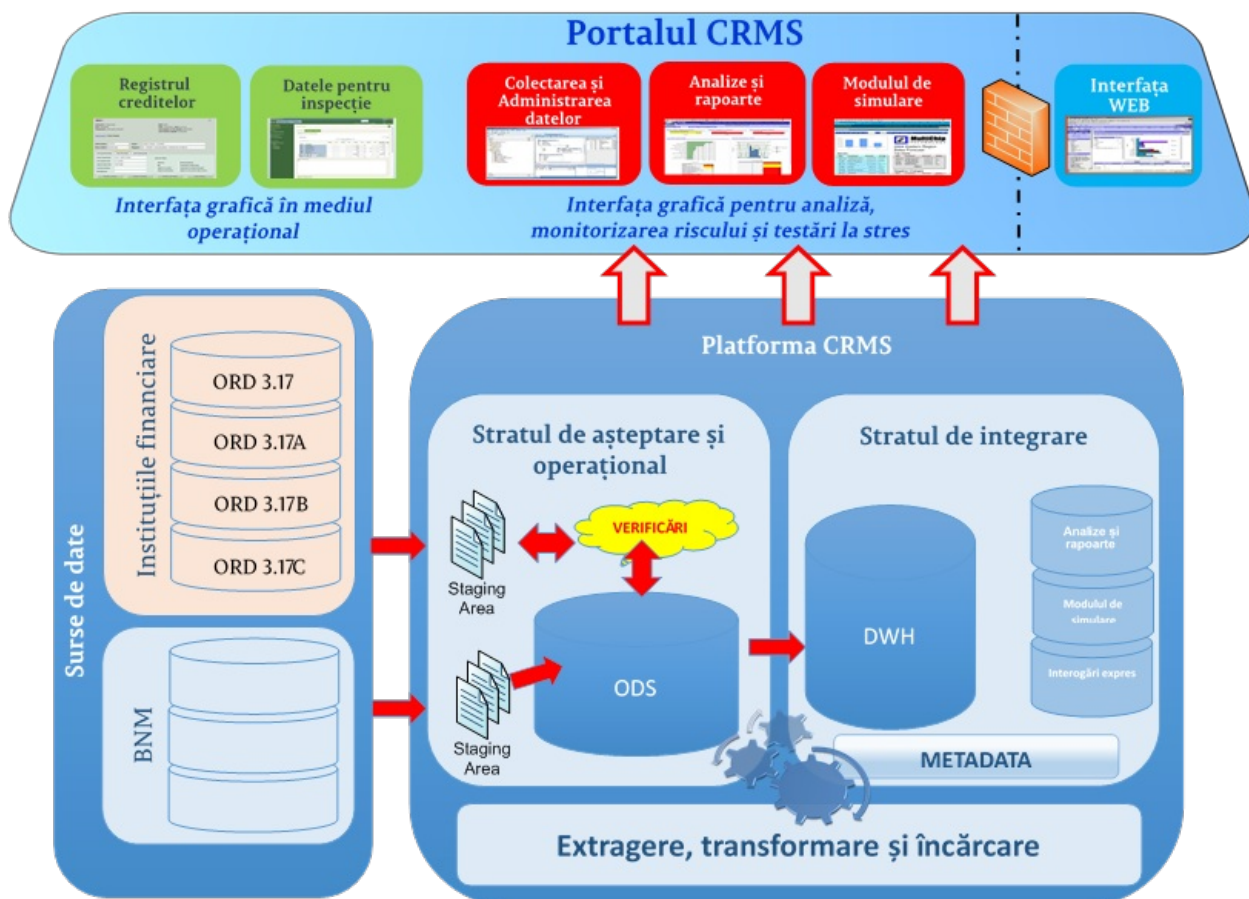 Portalul CRMS
Registrul
creditelor
Datele pentru
inspecție
Colectarea și
Administrarea
datelor
Analize și
rapoarte
Modulul de
simulare
Interfața
WEB
Interfața grafică în mediul
operațional
Interfața grafică pentru analiză,
monitorizarea riscului și testări la stres
Surse de date
Instituțiile financiare
ORD 3.17
ORD 3.17A
ORD 3.17B
ORD 3.17C
BNM
Platforma CRMS
Stratul de așteptare și
operațional
VERIFICĂRI
Staging
Area
Staging
Area
ODS
Stratul de integrare
DWH
Analize și
rapoarte
Modulul de
simulare
Interogări expres
METADATA
Extragere, transformare și încărcare